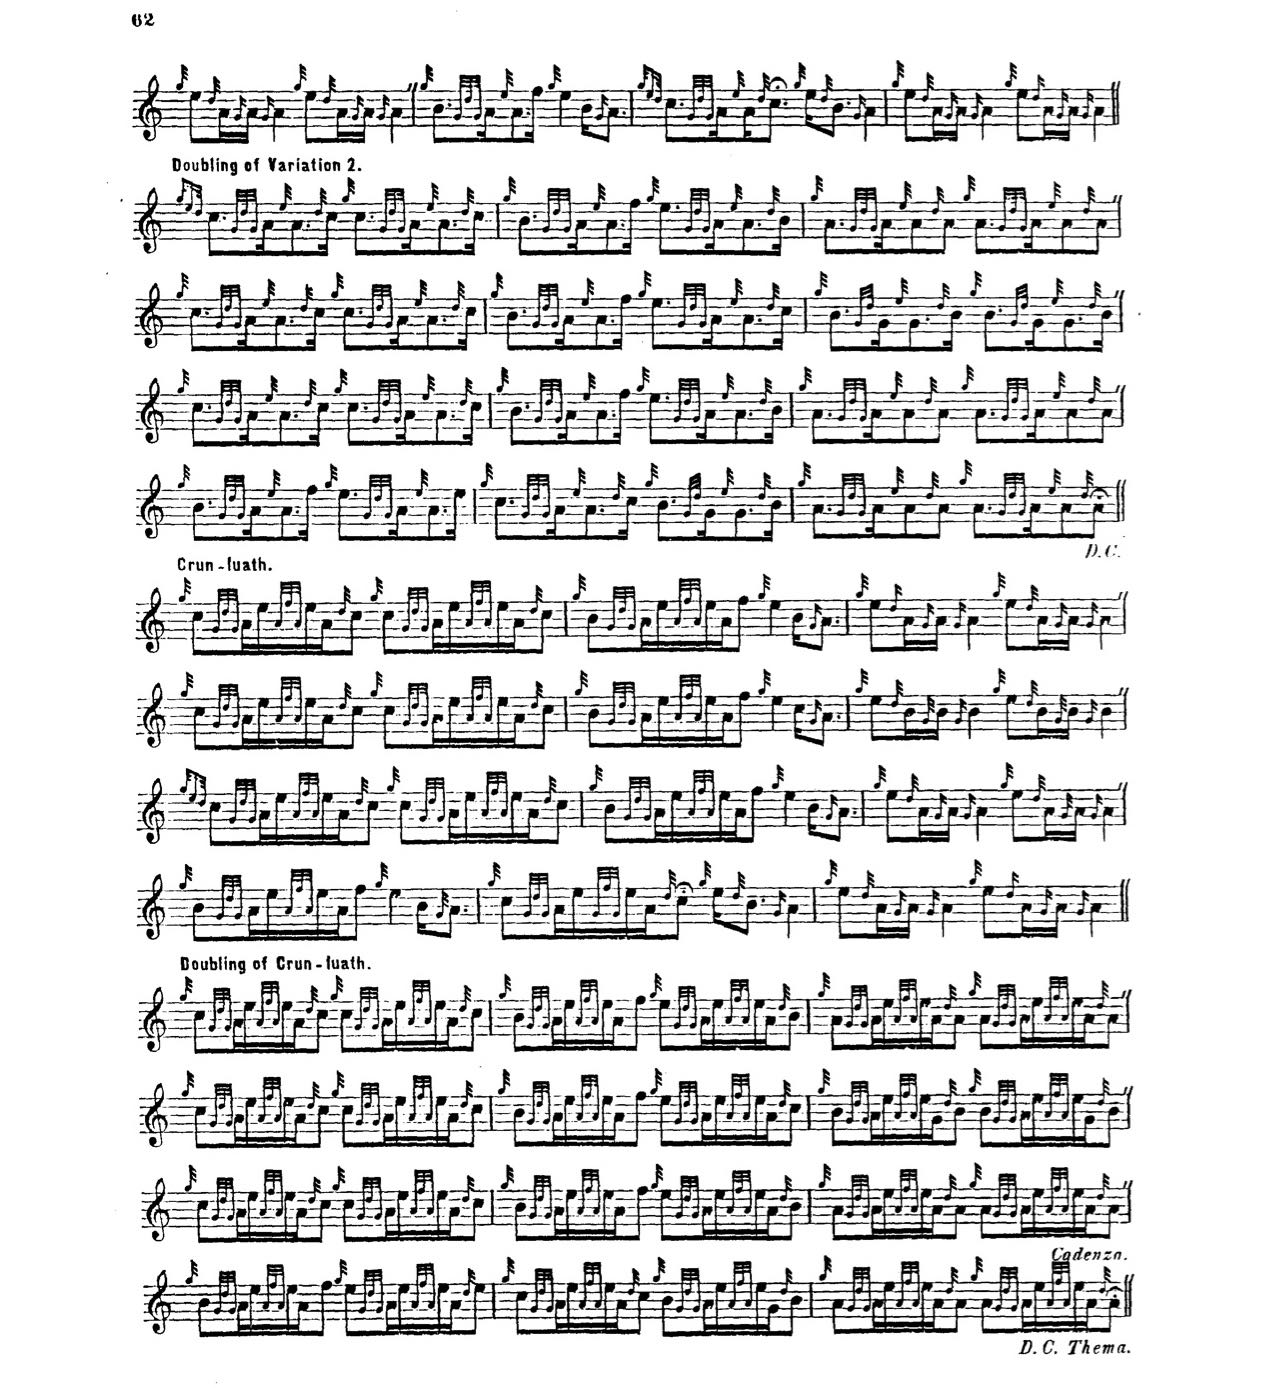 62
Doubling of Variation 2.
D.C.
Crun-luath.
Doubling of Crun-luath.
Cadenza.
D. C. Thema.